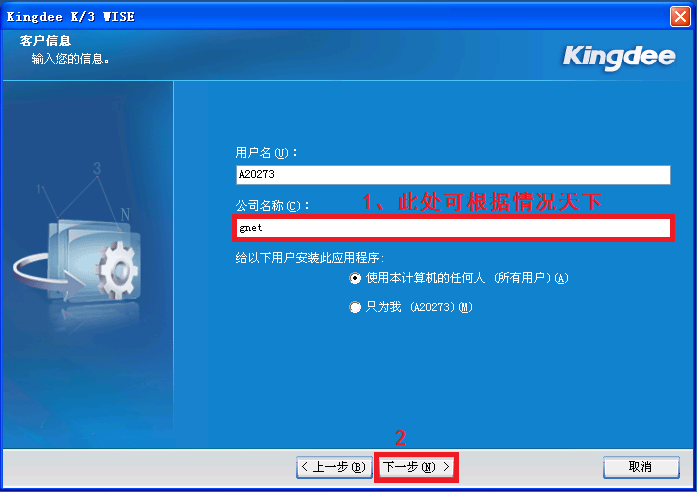 Kingdee K/3 WISE
客户信息
输入您的信息。
Kingdee
3
1
N
用户名(U)：
A20273
公司名称(C)：
1、此处可根据情况天下
gnet
给以下用户安装此应用程序:
使用本计算机的任何人 (所有用户)(A)
只为我 (A20273)(M)
2
< 上一步(B)
下一步(N) >
取消